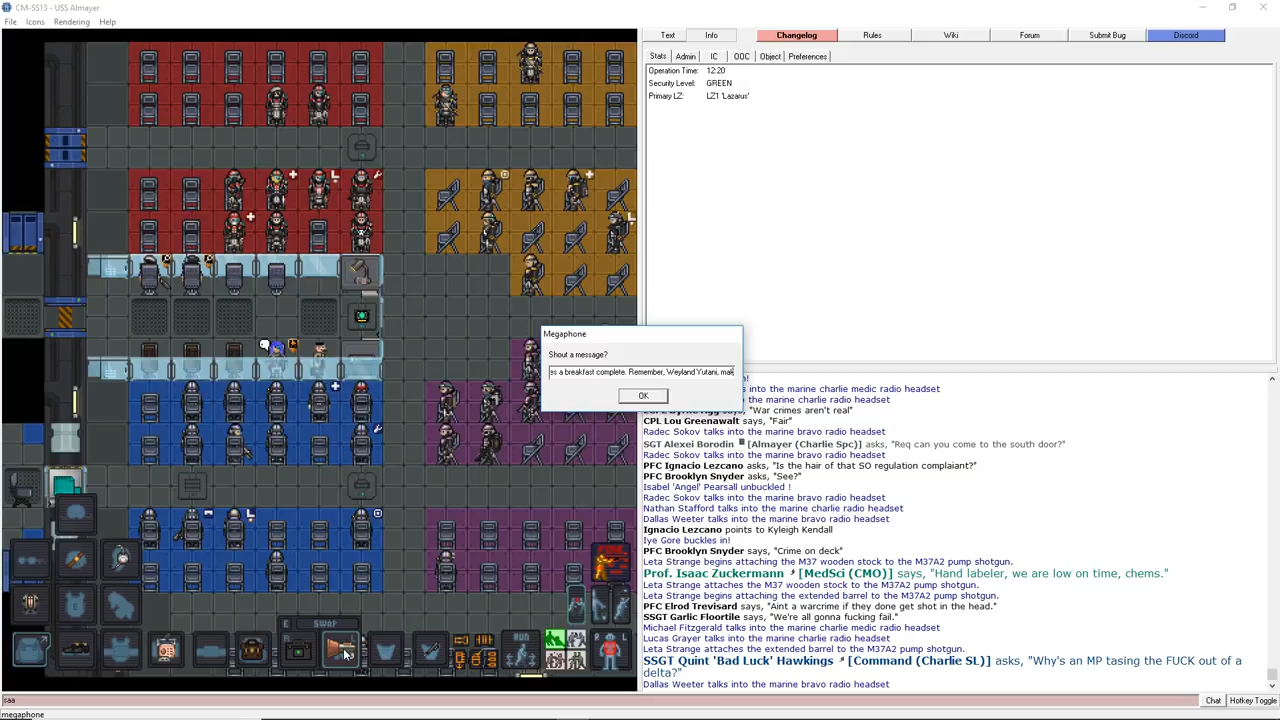 CM-SS13 - USS Almayer
File Icons Rendering Help
Text Info Changelog Rules Wiki Forum Submit Bug Discord
Stats Admin IC OOC Object Preferences
Operation Time: 12:20
Security Level: GREEN
Primary LZ: LZ1 'Lazarus'
Megaphone
Shout a message?
as a breakfast complete. Remember, Weyland Yutani, mak
OK
into the marine charlie medic radio headset
into the marine charlie medic radio headset
"War crimes aren't real"
CPL Lou Greenawalt says, "Fair"
Radec Sokov talks into the marine bravo radio headset
SGT Alexei Borodin [Almayer (Charlie Spc)] asks, "Req can you come to the south door?"
Radec Sokov talks into the marine bravo radio headset
PFC Ignacio Lezcano asks, "Is the hair of that SO regulation complaiant?"
PFC Brooklyn Snyder asks, "See?"
Isabel 'Angel' Pearsall unbuckled !
Radec Sokov talks into the marine bravo radio headset
Nathan Stafford talks into the marine charlie medic radio headset
Dallas Weeter talks into the marine bravo radio headset
Ignacio Lezcano points to Kyleigh Kendall
Iye Gore buckles in!
PFC Brooklyn Snyder says, "Crime on deck"
Leta Strange attaches the M37 wooden stock to the M37A2 pump shotgun.
Prof. Isaac Zuckermann [MedSci (CMO)] says, "Hand labeler, we are low on time, chems."
Leta Strange attaches the M37 wooden stock to the M37A2 pump shotgun.
Leta Strange begins attaching the extended barrel to the M37A2 pump shotgun.
PFC Elrod Trevisard says, "Aint a warcrime if they done get shot in the head."
SSGT Garlic Floortile says, "We're all gonna fucking fail."
Michael Fitzgerald talks into the marine charlie medic radio headset
Lucas Grayer talks into the marine bravo radio headset
Leta Strange attaches the extended barrel to the M37A2 pump shotgun.
SSGT Quint 'Bad Luck' Hawkings [Command (Charlie SL)] asks, "Why's an MP tasing the fuck out of
delta?"
Dallas Weeter talks into the marine bravo radio headset
SWAP
RUN
saa
Chat Hotkey Toggle
megaphone